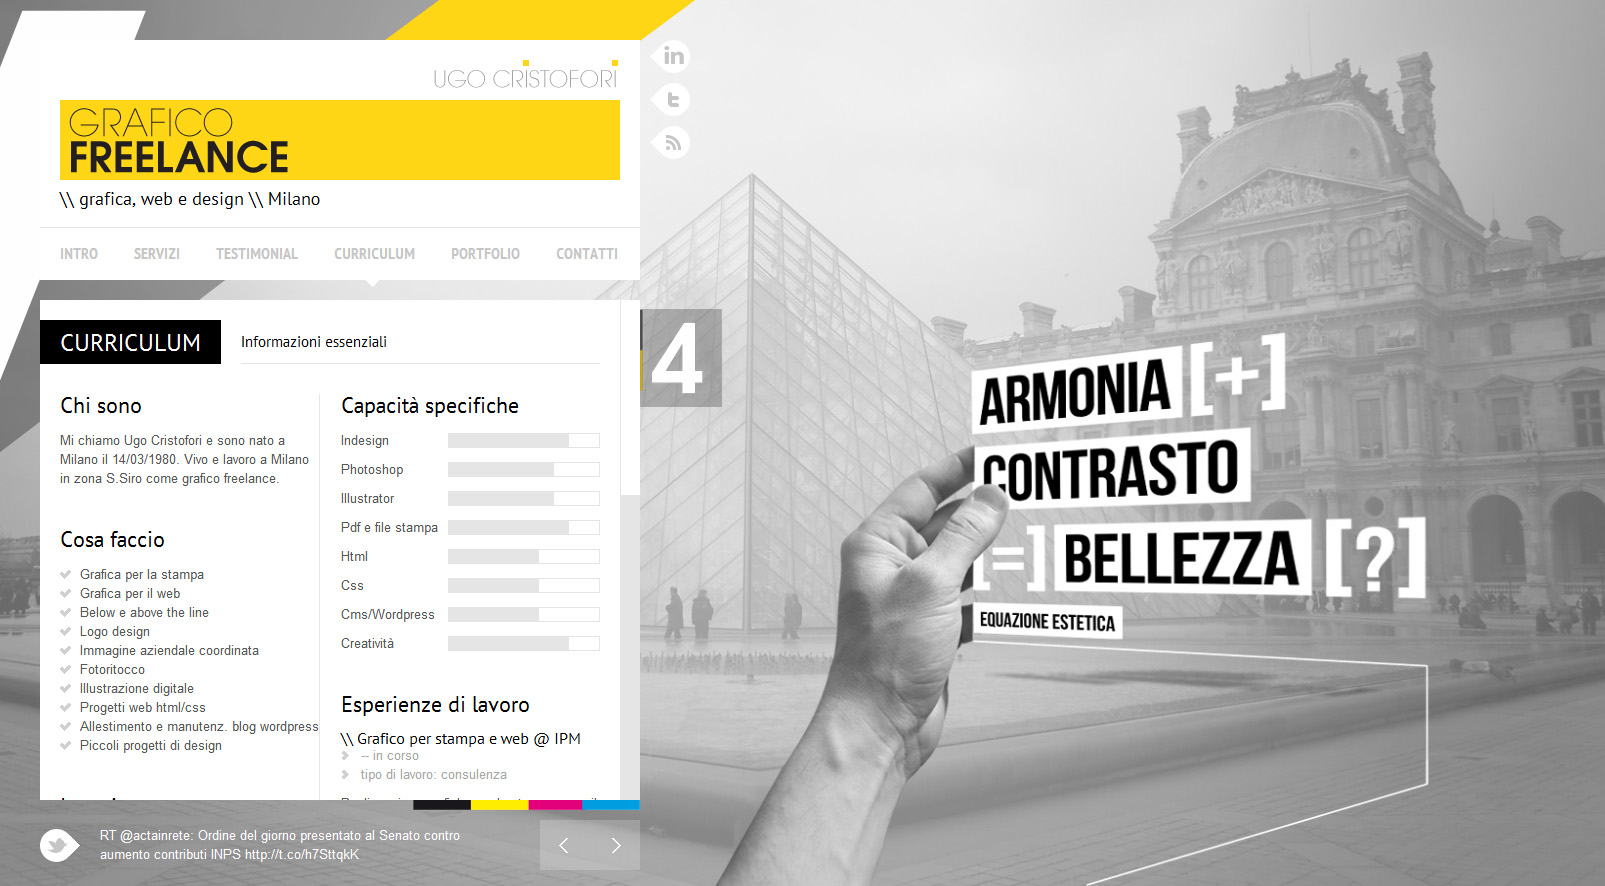 UGO CRISTOFORI
GRAFICO
FREELANCE
\\ grafica, web e design \\ Milano
INTRO SERVIZI TESTIMONIAL CURRICULUM PORTFOLIO CONTATTI
CURRICULUM
Informazioni essenziali
Chi sono
Mi chiamo Ugo Cristofori e sono nato a
Milano il 14/03/1980. Vivo e lavoro a Milano
in zona S.Siro come grafico freelance.
Cosa faccio
Grafica per la stampa
Grafica per il web
Below e above the line
Logo design
Immagine aziendale coordinata
Fotoritocco
Illustrazione digitale
Progetti web html/css
Allestimento e manutenz. blog wordpress
Piccoli progetti di design
Capacità specifiche
Indesign
Photoshop
Illustrator
Pdf e file stampa
Html
Css
Cms/Wordpress
Creatività
Esperienze di lavoro
\\ Grafico per stampa e web @ IPM
-- in corso
tipo di lavoro: consulenza
RT @actainrete: Ordine del giorno presentato al Senato contro
aumento contributi INPS http://t.co/h7SttqkK
in
t
4
ARMONIA [+]
CONTRASTO
[=] BELLEZZA [?]
EQUAZIONE ESTETICA